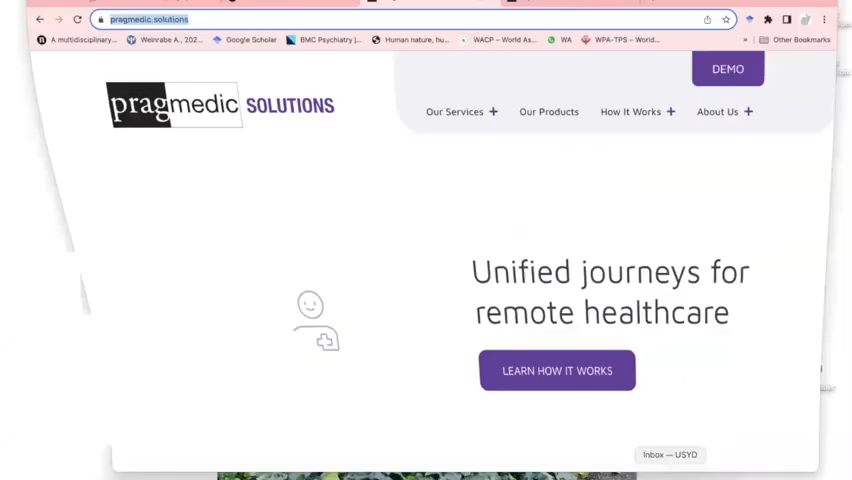 pragmedic.solutions
A multidisciplinary...
Weinrabe A., 202...
Google Scholar
BMC Psychiatry |...
Human nature, hu...
WACP – World As...
WA
WPA-TPS – World...
»
Other Bookmarks
DEMO
pragmedic SOLUTIONS
Our Services +
Our Products
How It Works +
About Us +
Unified journeys for
remote healthcare
LEARN HOW IT WORKS
Inbox — USYD